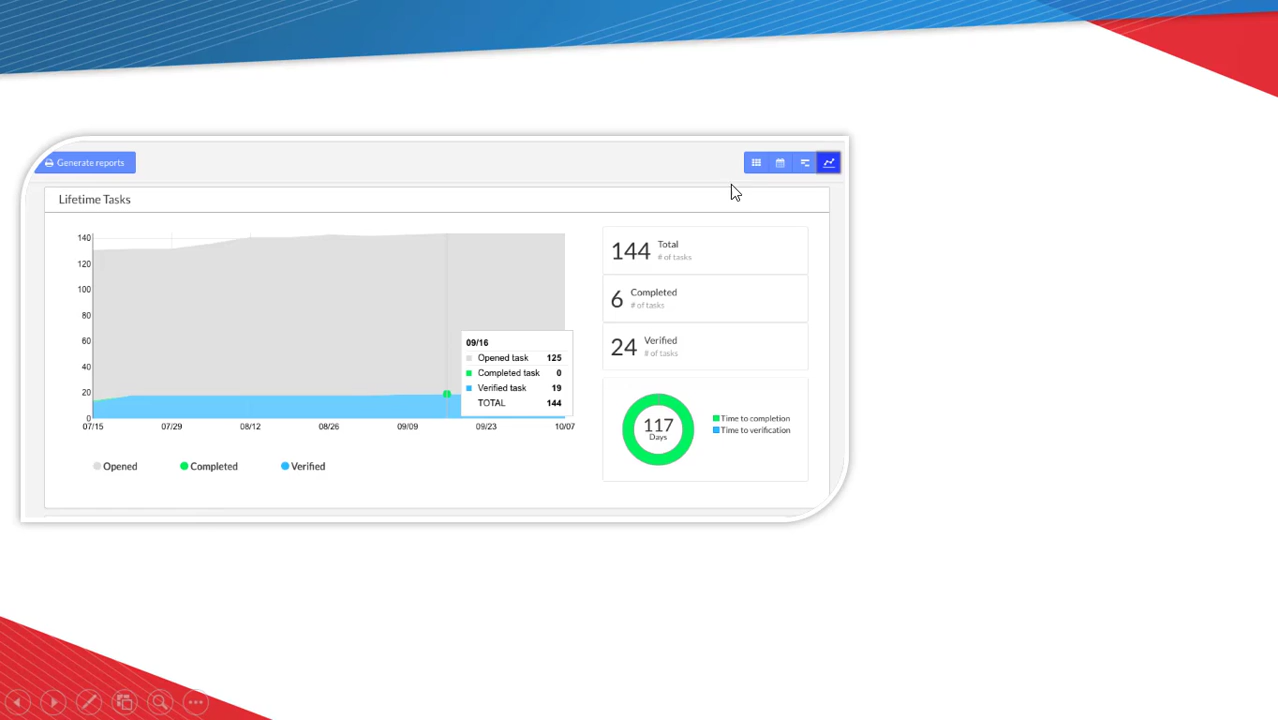 Generate reports
Lifetime Tasks
140
120
100
80
60
40
20
0
07/15
07/29
08/12
08/26
09/09
09/23
10/07
09/16
Opened task 125
Completed task 0
Verified task 19
TOTAL 144
Opened
Completed
Verified
144 Total
# of tasks
6 Completed
# of tasks
24 Verified
# of tasks
117
Days
Time to completion
Time to verification